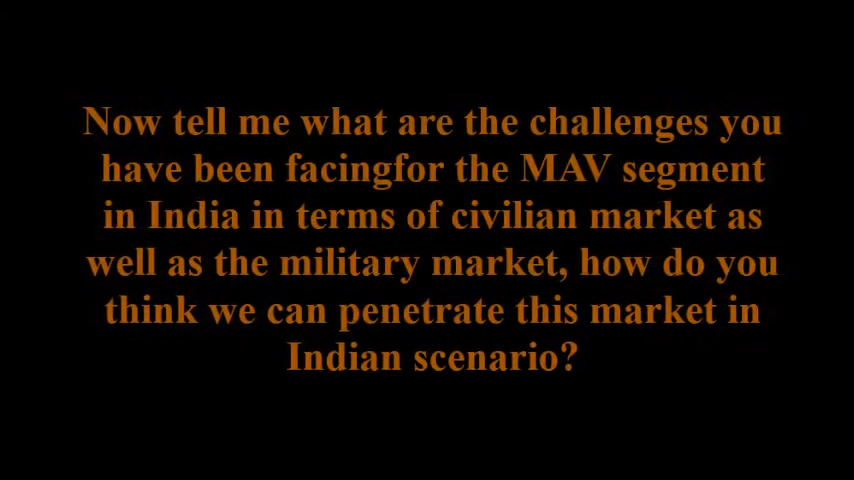 Now tell me what are the challenges you
have been facingfor the MAV segment
in India in terms of civilian market as
well as the military market, how do you
think we can penetrate this market in
Indian scenario?